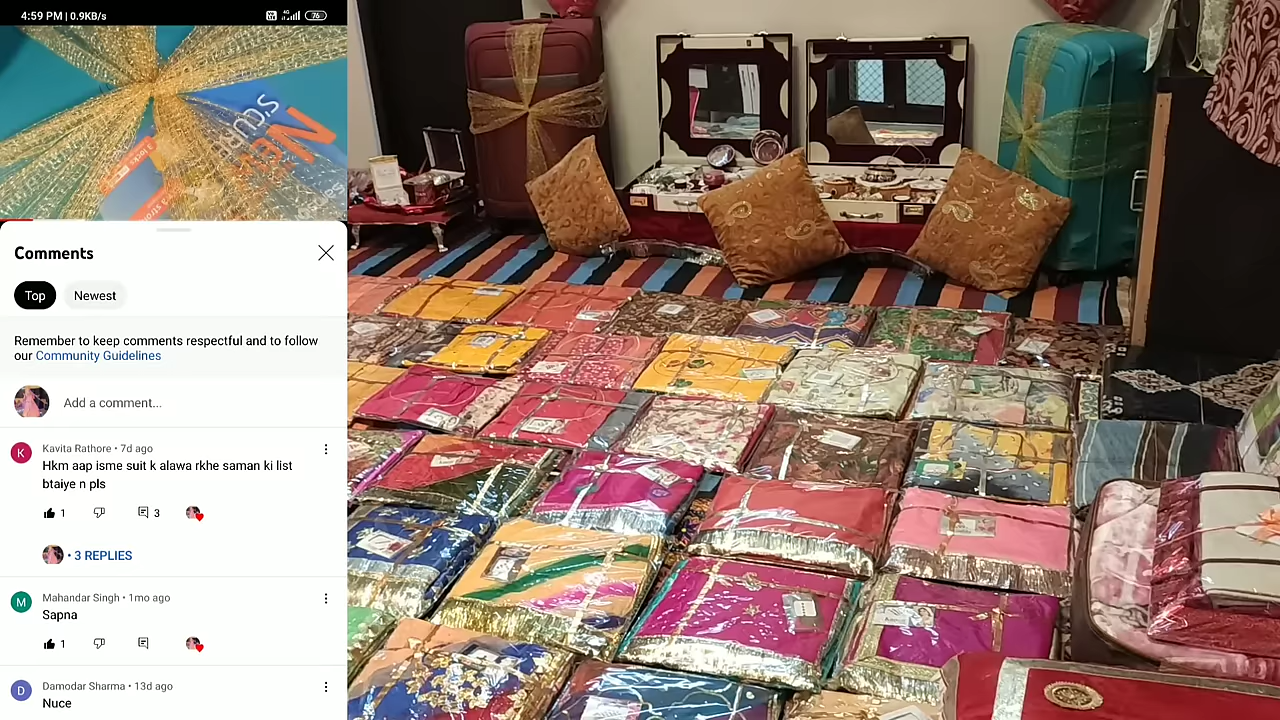 4:59 PM | 0.9KB/s
4G
76
Comments
Top
Newest
Remember to keep comments respectful and to follow
our Community Guidelines
Add a comment...
K
Kavita Rathore • 7d ago
Hkm aap isme suit k alawa rkhe saman ki list
btaiye n pls
1
3
• 3 REPLIES
M
Mahandar Singh • 1mo ago
Sapna
1
D
Damodar Sharma • 13d ago
Nuce